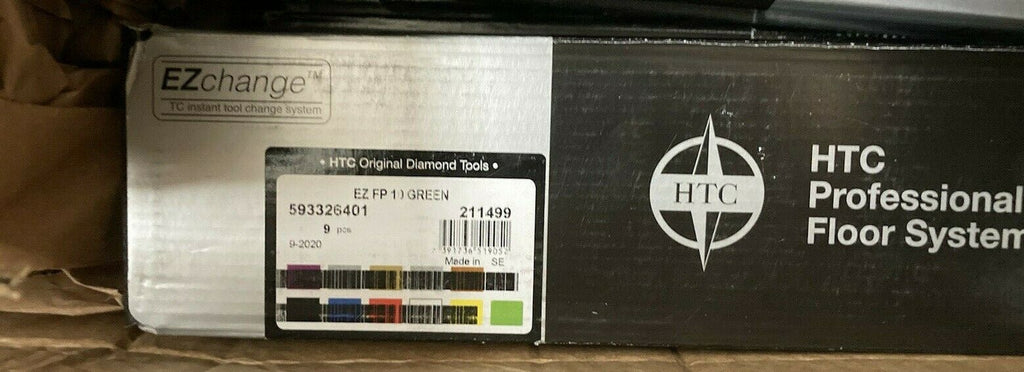 EZchange™
TC instant tool change system
• HTC Original Diamond Tools •
EZ FP GREEN
593326401
211499
9 pcs
9-2020
Made in SE
HTC
HTC
Professional
Floor System